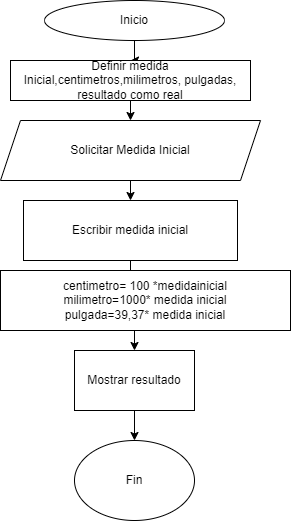 Inicio
Definir medida
Inicial,centimetros,milimetros, pulgadas,
resultado como real
Solicitar Medida Inicial
Escribir medida inicial
centimetro= 100 *medidainicial
milimetro=1000* medida inicial
pulgada=39,37* medida inicial
Mostrar resultado
Fin